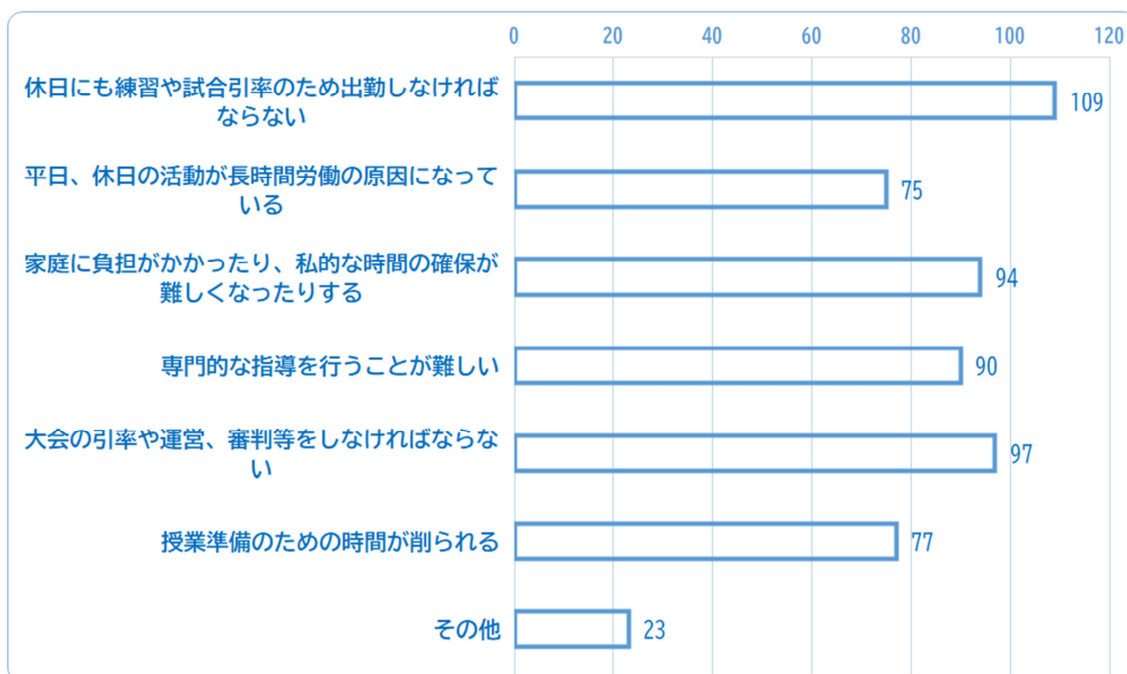 0 20 40 60 80 100 120
休日にも練習や試合引率のため出勤しなければ
ならない
109
平日、休日の活動が長時間労働の原因になって
いる
75
家庭に負担がかかったり、私的な時間の確保が
難しくなったりする
94
専門的な指導を行うことが難しい
90
大会の引率や運営、審判等をしなければならな
い
97
授業準備のための時間が削られる
77
その他
23